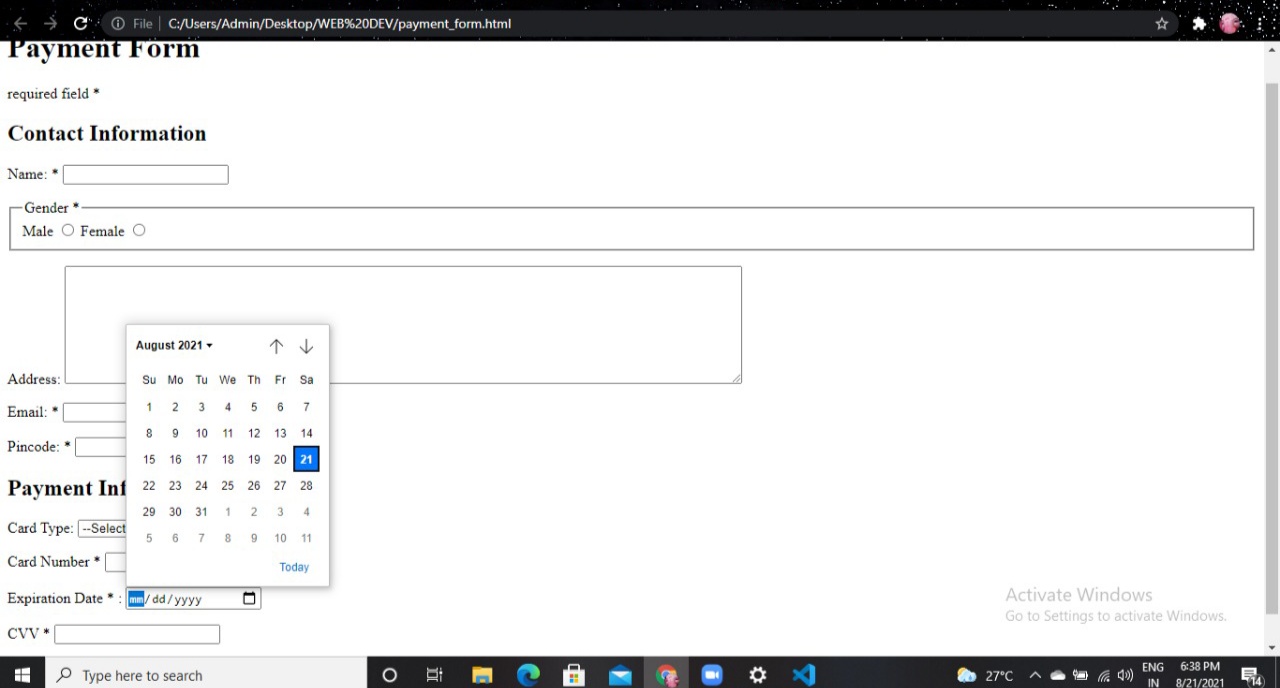 File C:/Users/Admin/Desktop/WEB%20DEV/payment_form.html
Payment Form
required field *
Contact Information
Name: *
Gender *
Male Female
Address:
Email: *
Pincode: *
Payment Inf
Card Type: --Select
Card Number *
August 2021
Su Mo Tu We Th Fr Sa
1 2 3 4 5 6 7
8 9 10 11 12 13 14
15 16 17 18 19 20 21
22 23 24 25 26 27 28
29 30 31 1 2 3 4
5 6 7 8 9 10 11
Today
Expiration Date * : mm/dd/yyyy
CVV *
Activate Windows
Go to Settings to activate Windows.
Type here to search
27°C
ENG
IN
6:38 PM
8/21/2021
14